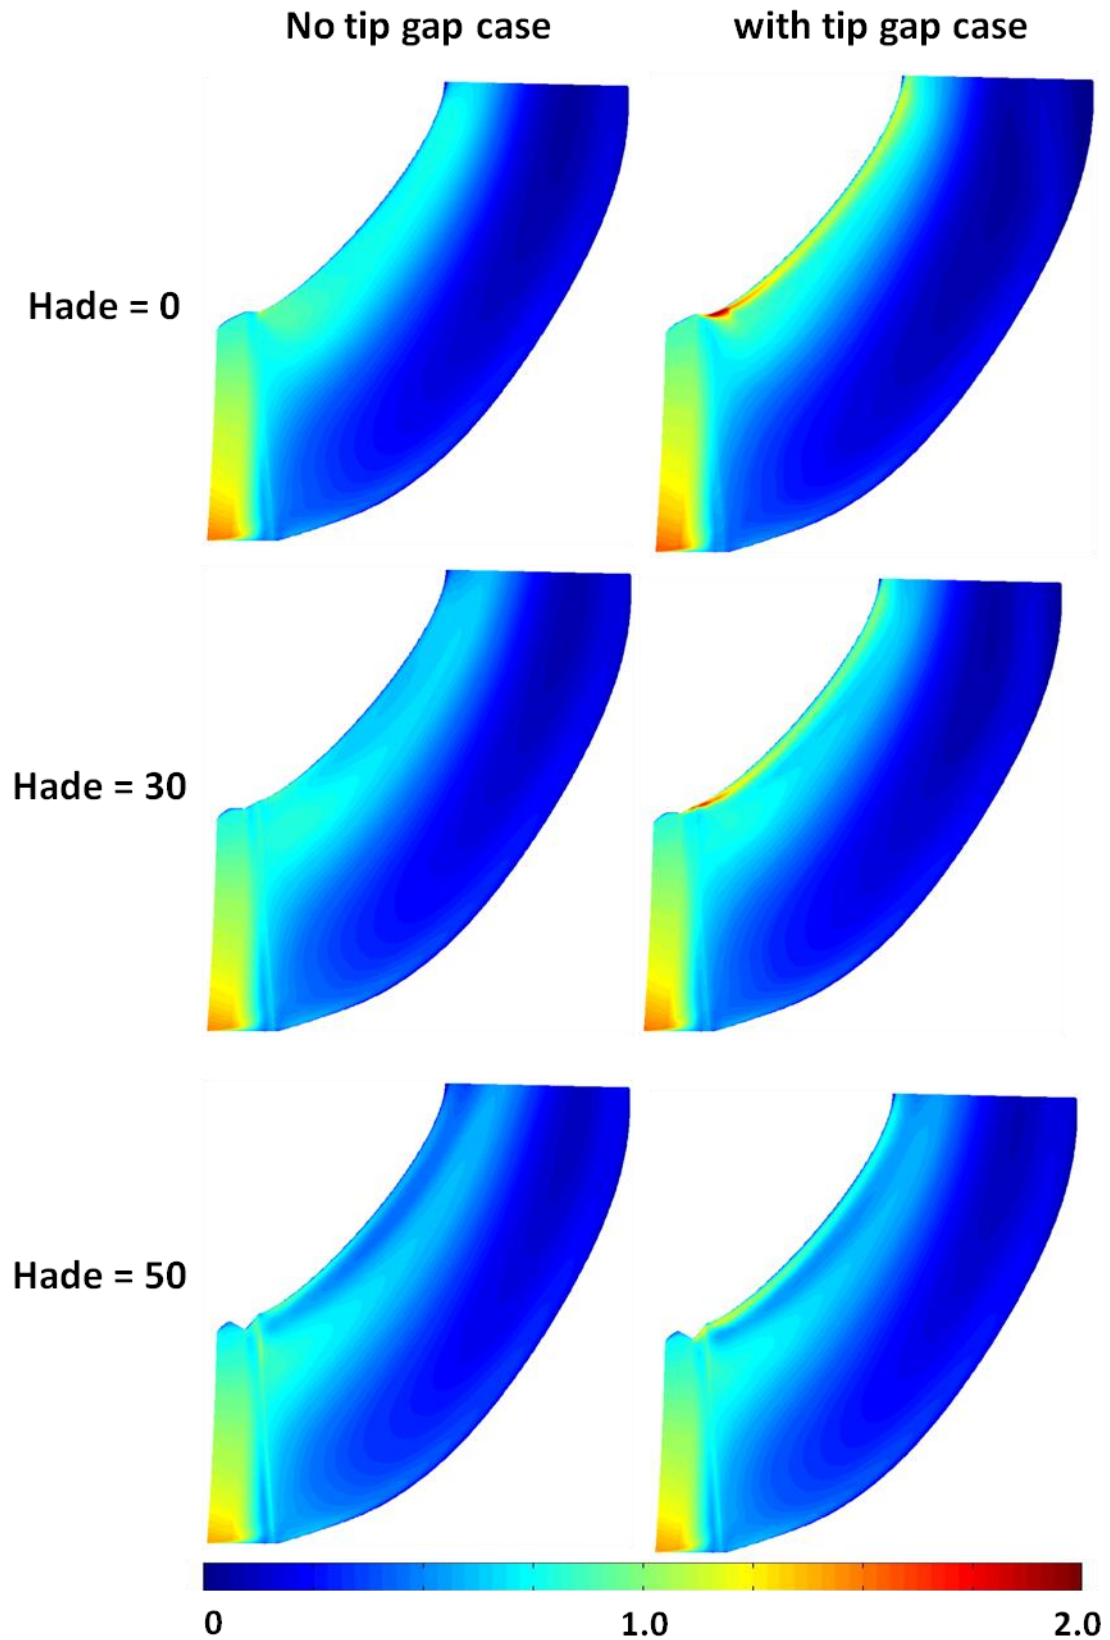 No tip gap case
with tip gap case
Hade = 0
Hade = 30
Hade = 50
0
1.0
2.0